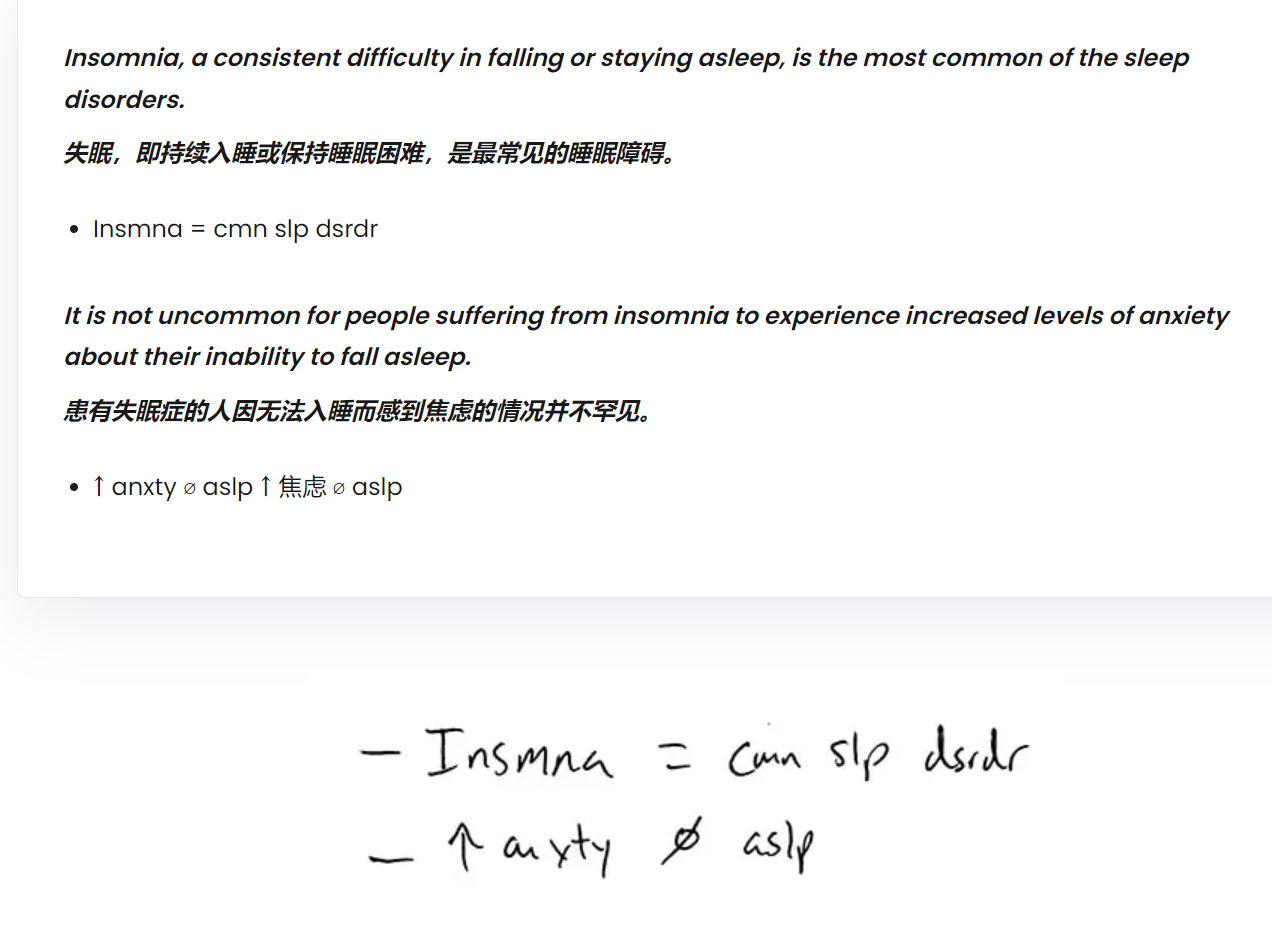 Insomnia, a consistent difficulty in falling or staying asleep, is the most common of the sleep
disorders.
失眠，即持续入睡或保持睡眠困难，是最常见的睡眠障碍。
• Insmna = cmn slp dsrdr
It is not uncommon for people suffering from insomnia to experience increased levels of anxiety
about their inability to fall asleep.
患有失眠症的人因无法入睡而感到焦虑的情况并不罕见。
• ↑ anxty ∅ aslp ↑ 焦虑 ∅ aslp
– Insmna = cmn slp dsrdr
– ↑ anxty ∅ aslp